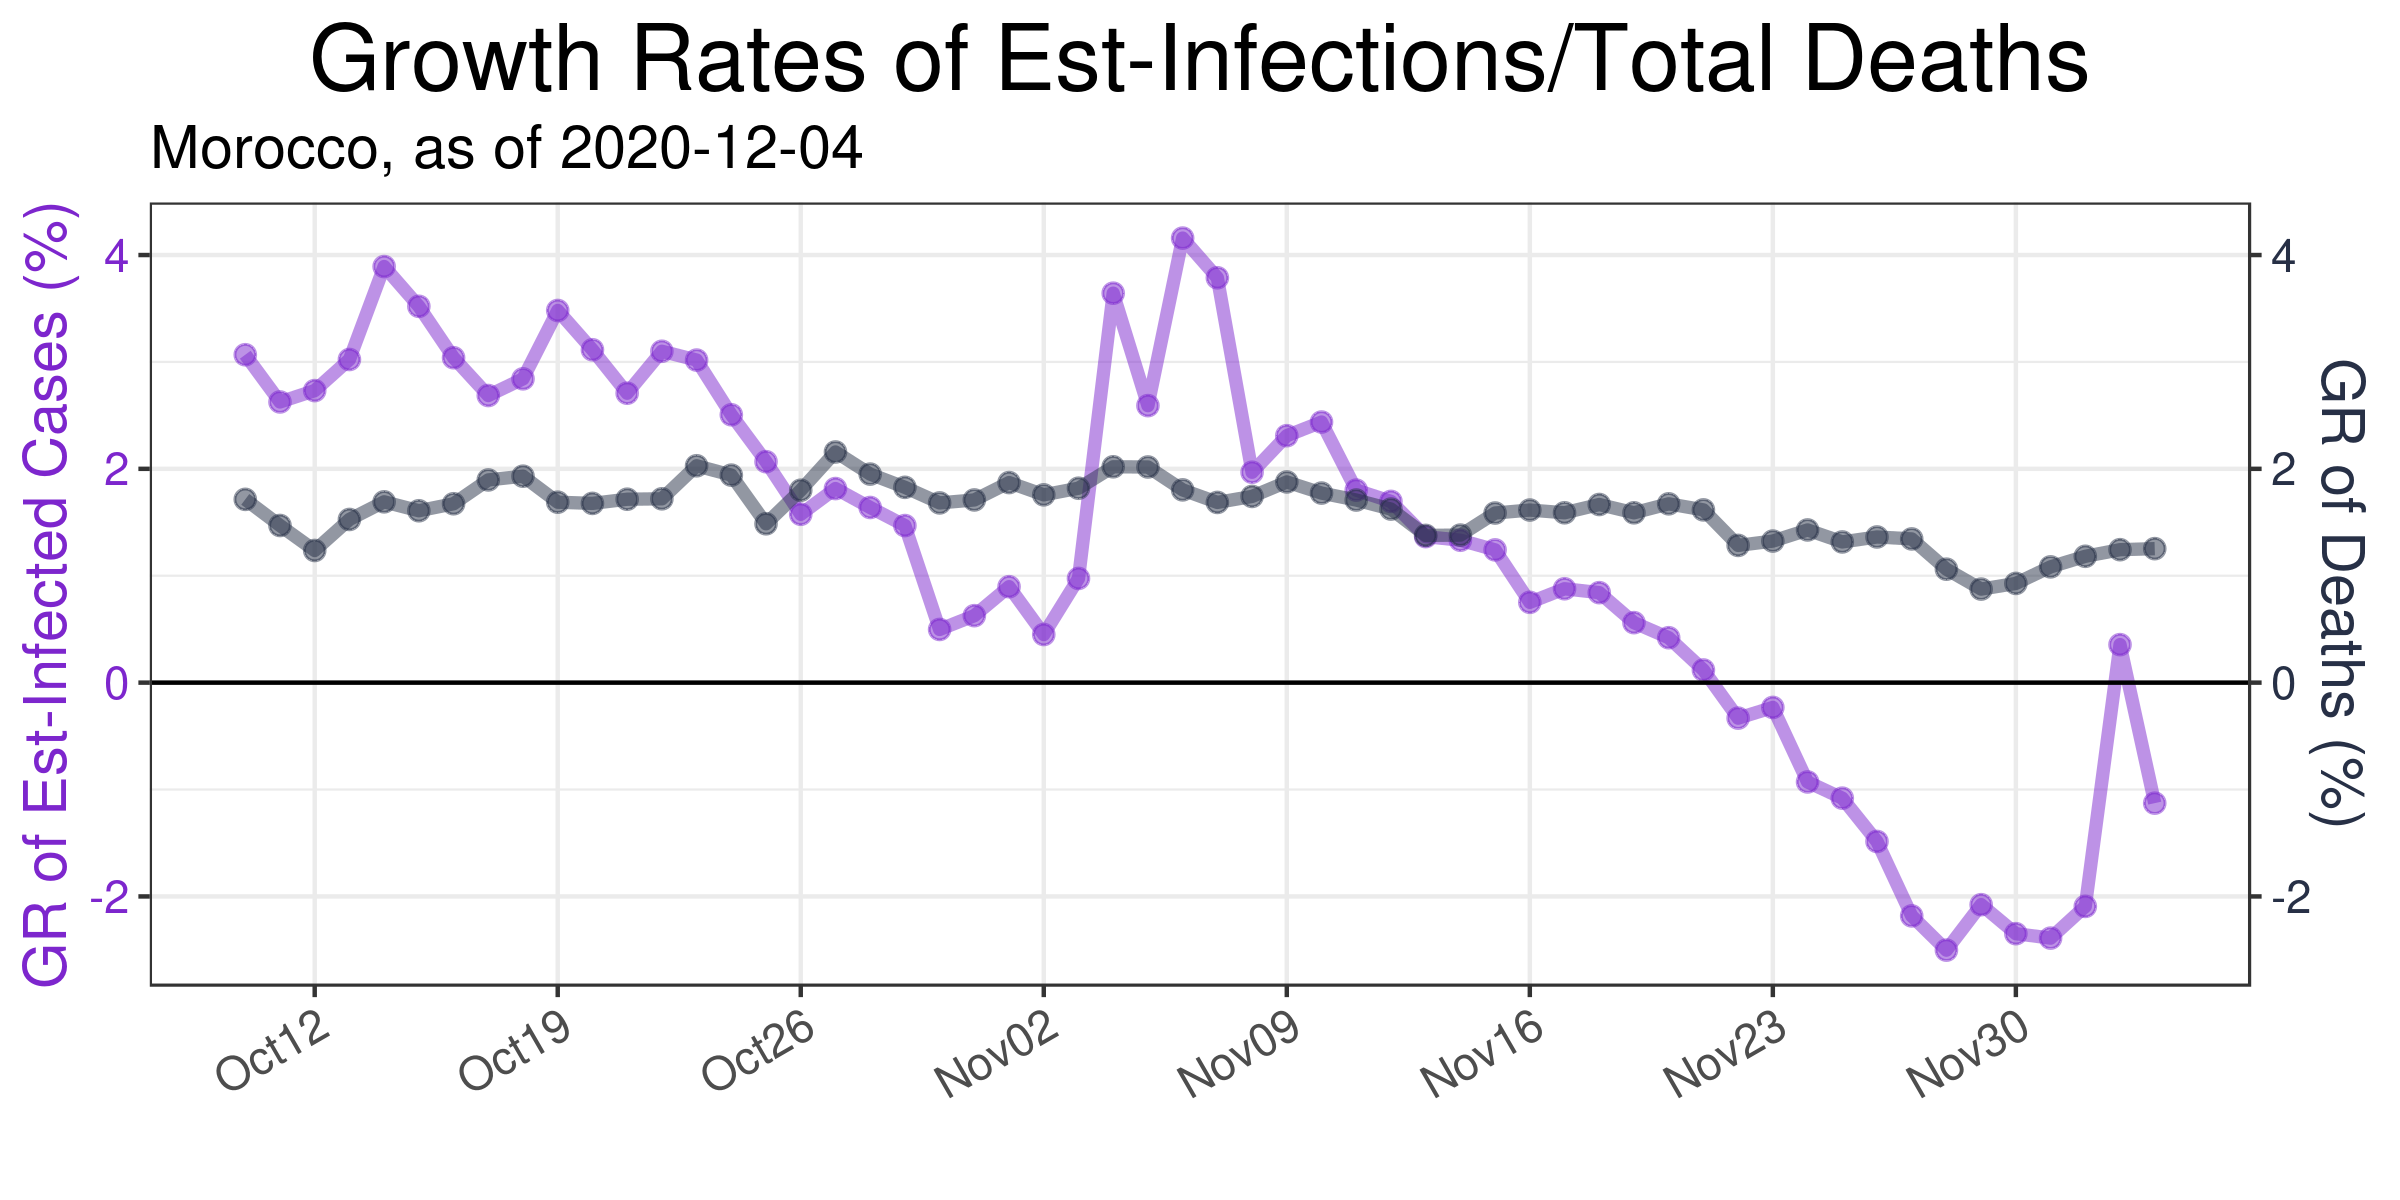 Growth Rates of Est-Infections/Total Deaths
Morocco, as of 2020-12-04
GR of Est-Infected Cases (%)
4
2
0
-2
4
2
0
-2
GR of Deaths (%)
Oct12
Oct19
Oct26
Nov02
Nov09
Nov16
Nov23
Nov30